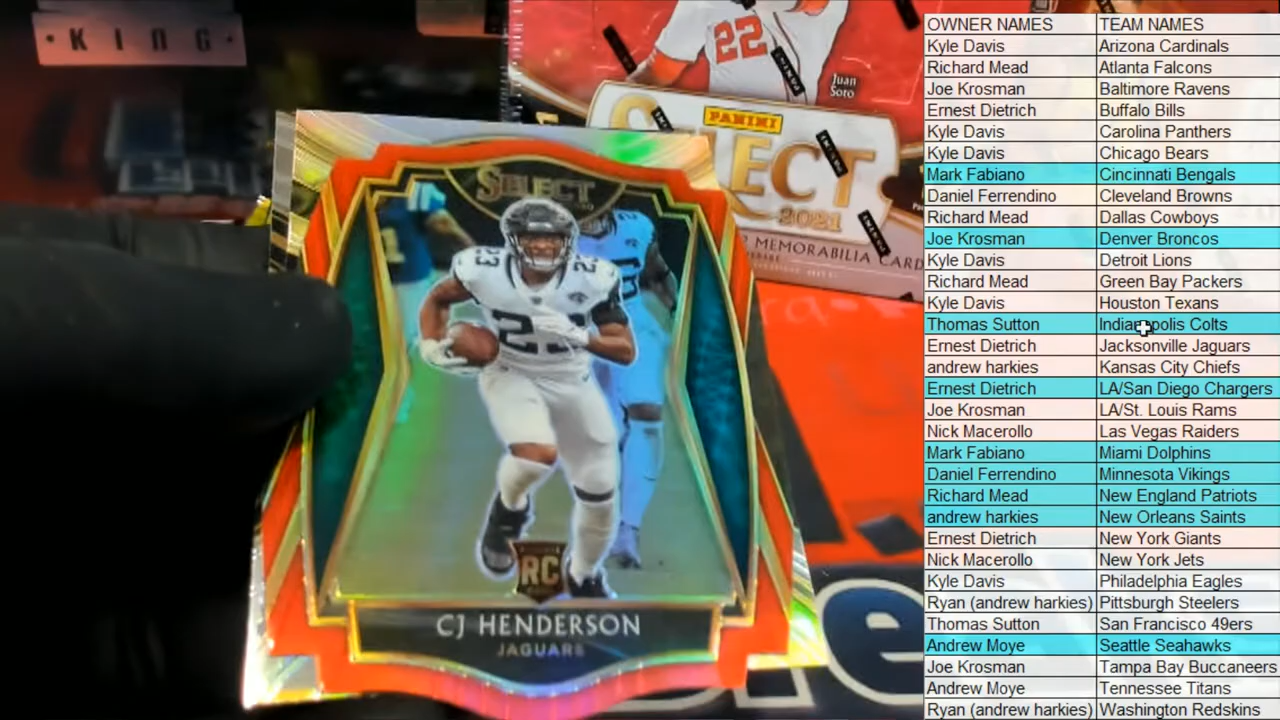 KING
22
Juan
Soto
PANINI
SELECT
2021
MEMORABILIA CARD
SELECT
23
23
23
RC
CJ HENDERSON
JAGUARS
e
OWNER NAMES TEAM NAMES
Kyle Davis Arizona Cardinals
Richard Mead Atlanta Falcons
Joe Krosman Baltimore Ravens
Ernest Dietrich Buffalo Bills
Kyle Davis Carolina Panthers
Kyle Davis Chicago Bears
Mark Fabiano Cincinnati Bengals
Daniel Ferrendino Cleveland Browns
Richard Mead Dallas Cowboys
Joe Krosman Denver Broncos
Kyle Davis Detroit Lions
Richard Mead Green Bay Packers
Kyle Davis Houston Texans
Thomas Sutton Indianapolis Colts
Ernest Dietrich Jacksonville Jaguars
andrew harkies Kansas City Chiefs
Ernest Dietrich LA/San Diego Chargers
Joe Krosman LA/St. Louis Rams
Nick Macerollo Las Vegas Raiders
Mark Fabiano Miami Dolphins
Daniel Ferrendino Minnesota Vikings
Richard Mead New England Patriots
andrew harkies New Orleans Saints
Ernest Dietrich New York Giants
Nick Macerollo New York Jets
Kyle Davis Philadelphia Eagles
Ryan (andrew harkies) Pittsburgh Steelers
Thomas Sutton San Francisco 49ers
Andrew Moye Seattle Seahawks
Joe Krosman Tampa Bay Buccaneers
Andrew Moye Tennessee Titans
Ryan (andrew harkies) Washington Redskins